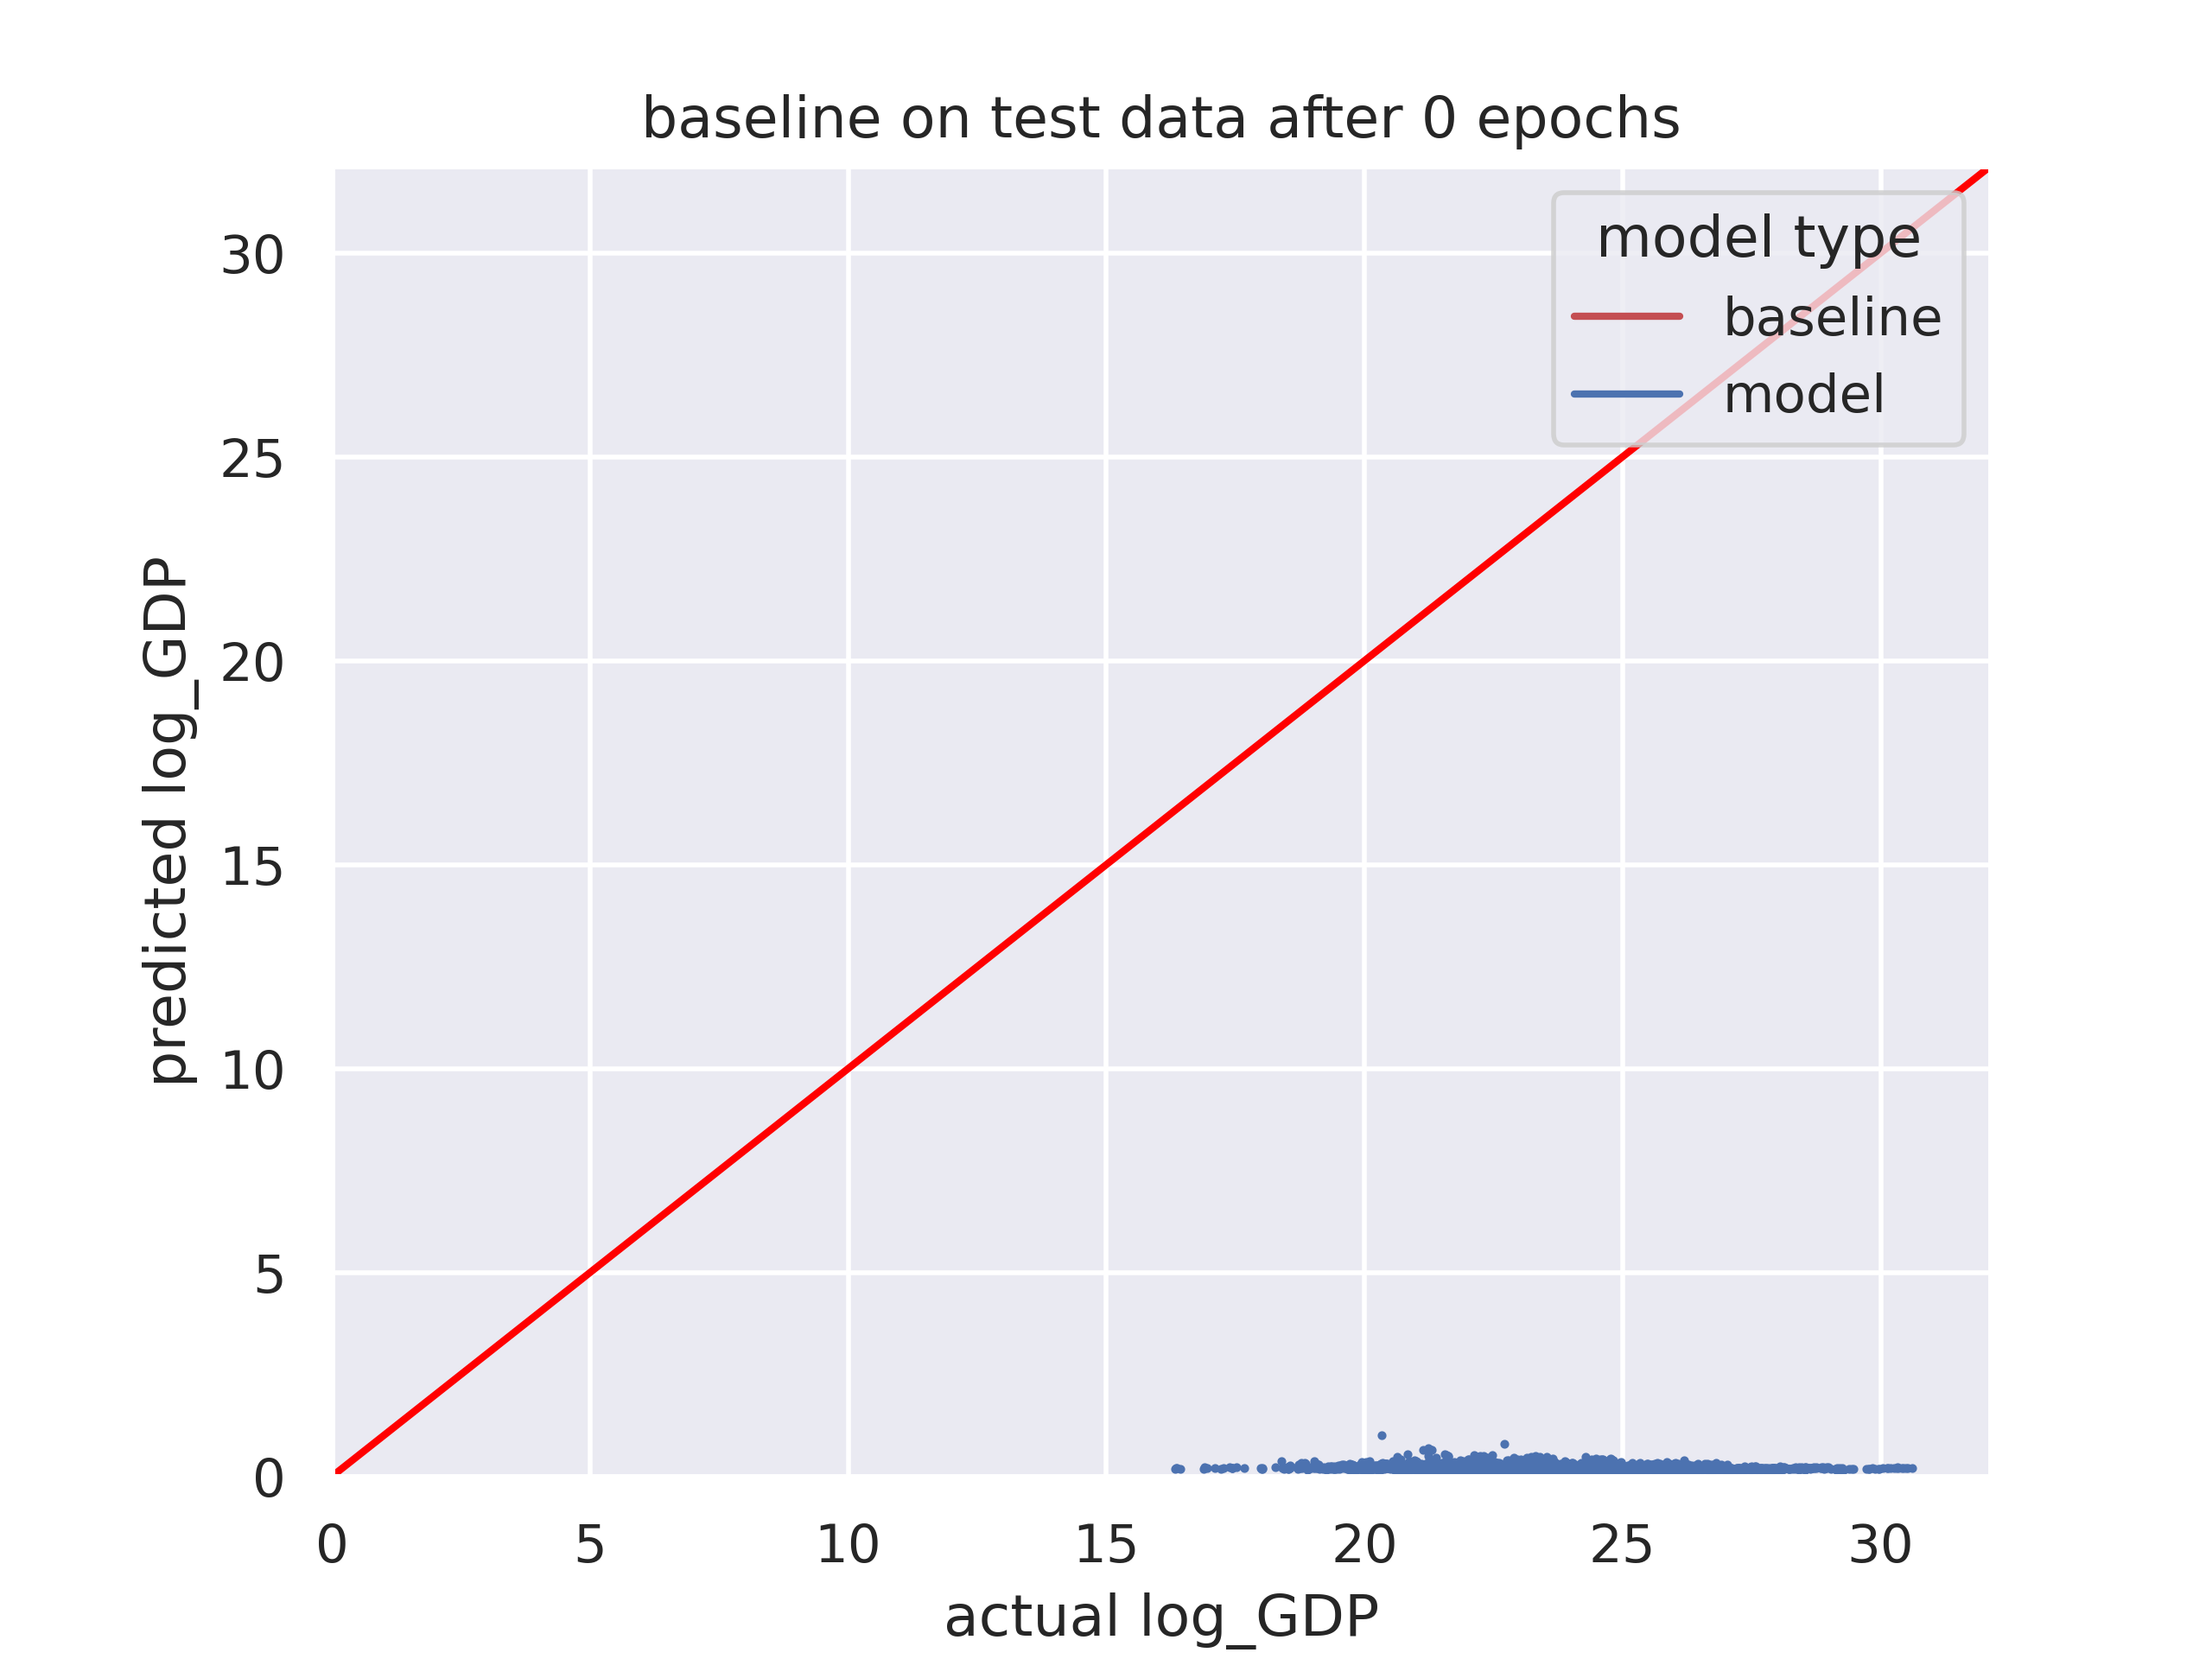 baseline on test data after 0 epochs
model type
baseline
model
30
25
20
15
10
5
0
predicted log_GDP
0 5 10 15 20 25 30
actual log_GDP